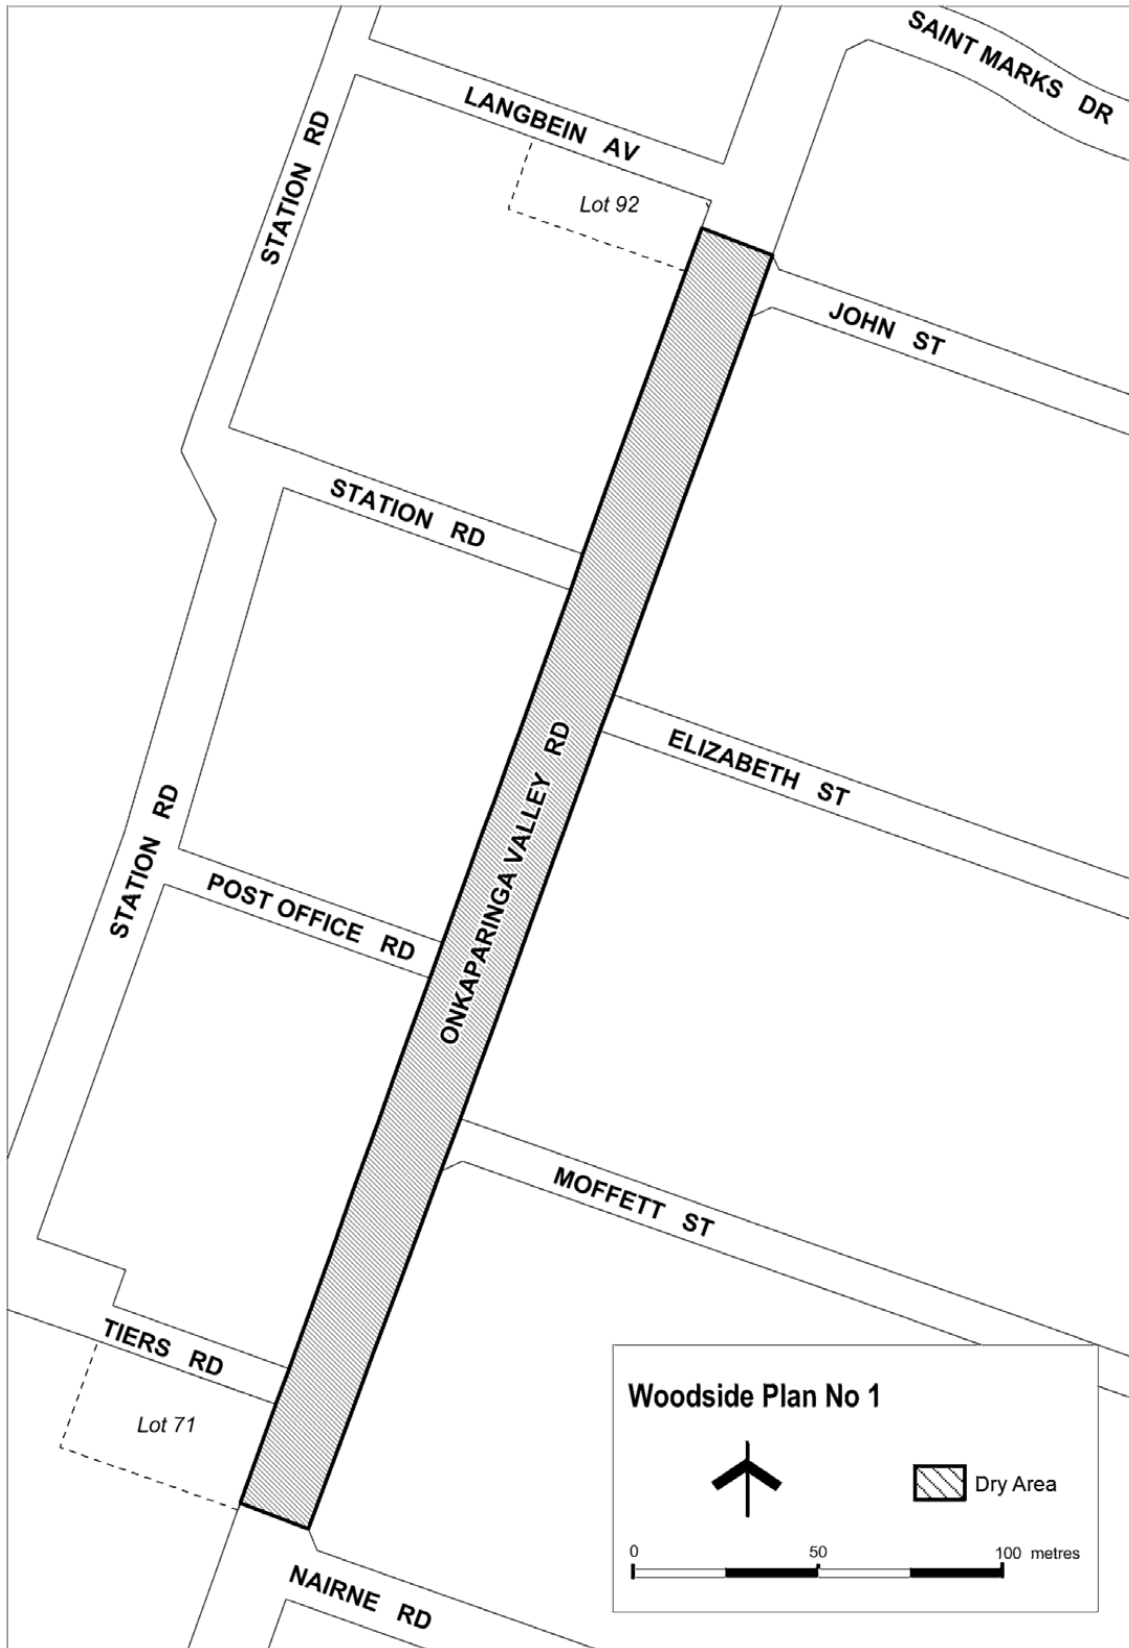 SAINT MARKS DR
LANGBEIN AV
STATION RD
Lot 92
JOHN ST
STATION RD
ELIZABETH ST
ONKAPARINGA VALLEY RD
STATION RD
POST OFFICE RD
MOFFETT ST
TIERS RD
Lot 71
NAIRNE RD
Woodside Plan No 1
Dry Area
0 50 100 metres